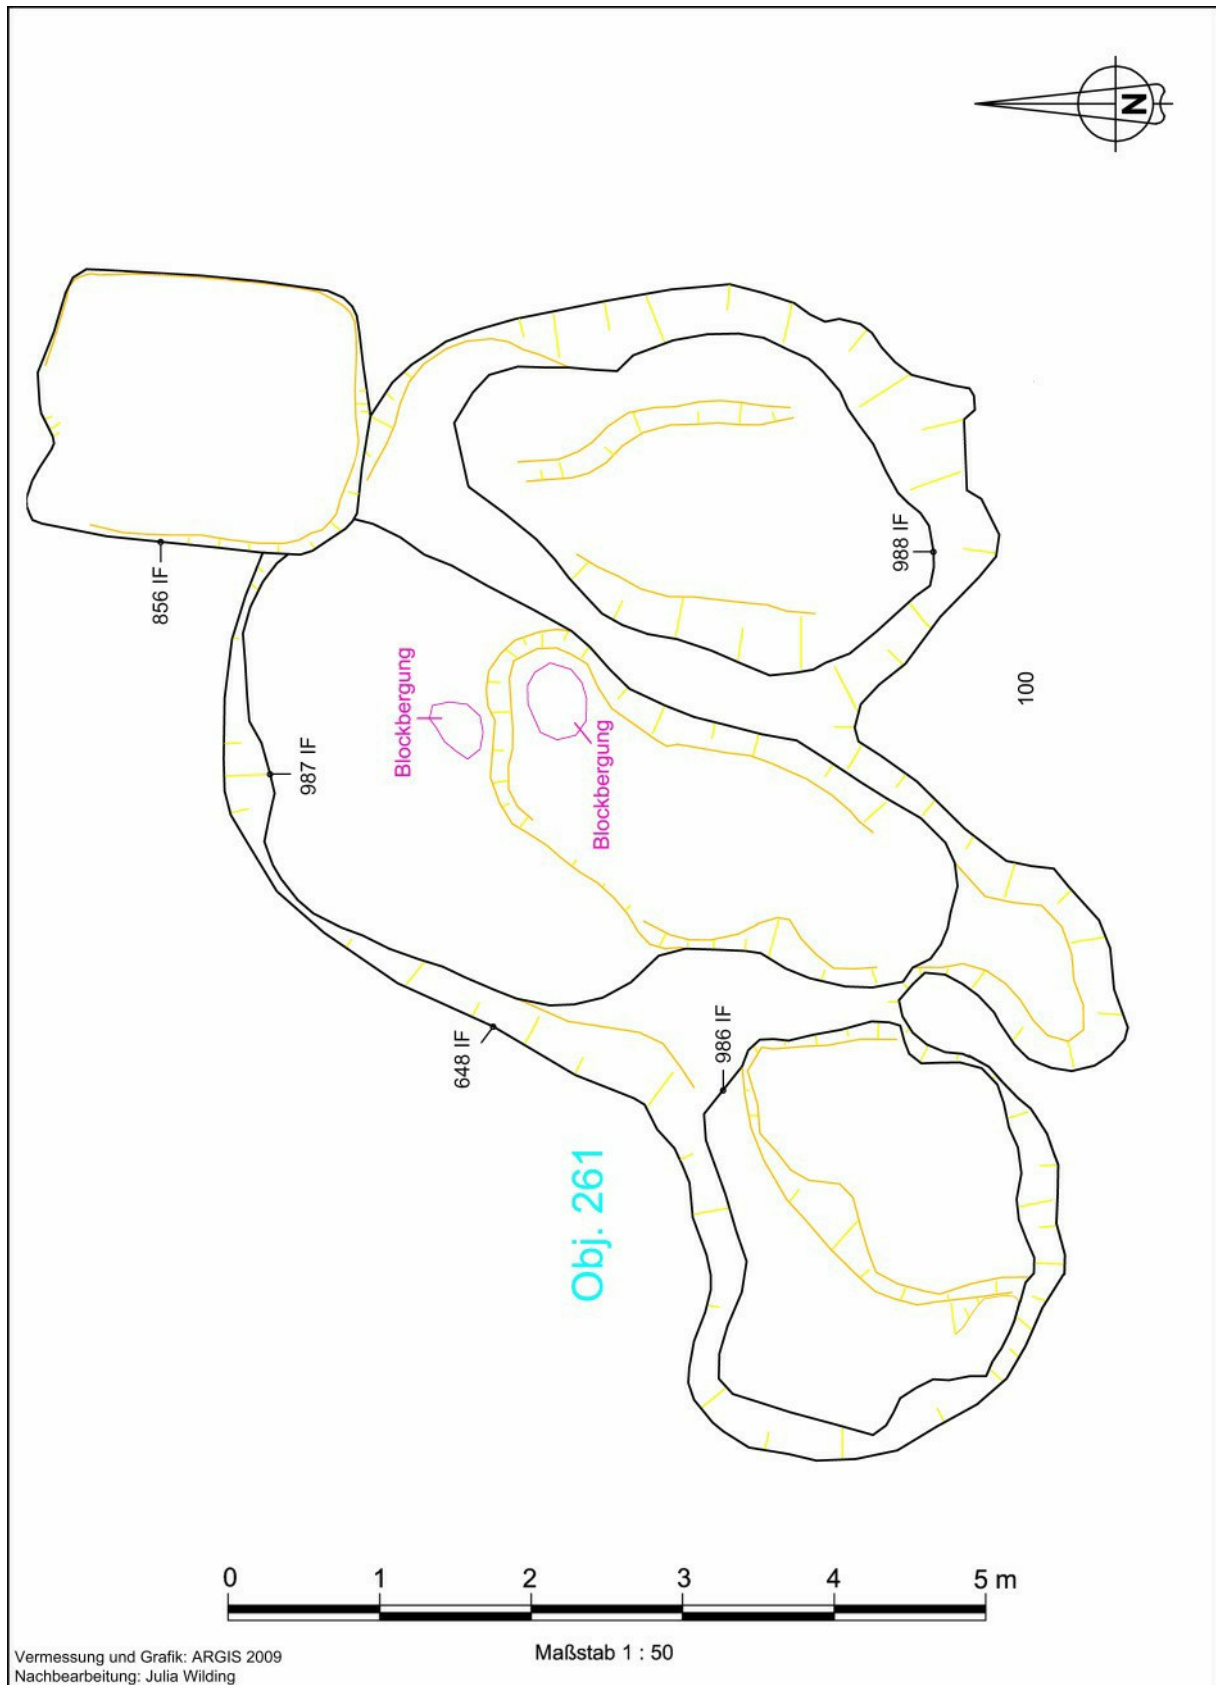 N
856 IF
988 IF
Blockbergung
100
987 IF
Blockbergung
648 IF
986 IF
Obj. 261
0 1 2 3 4 5 m
Maßstab 1 : 50
Vermessung und Grafik: ARGIS 2009
Nachbearbeitung: Julia Wilding